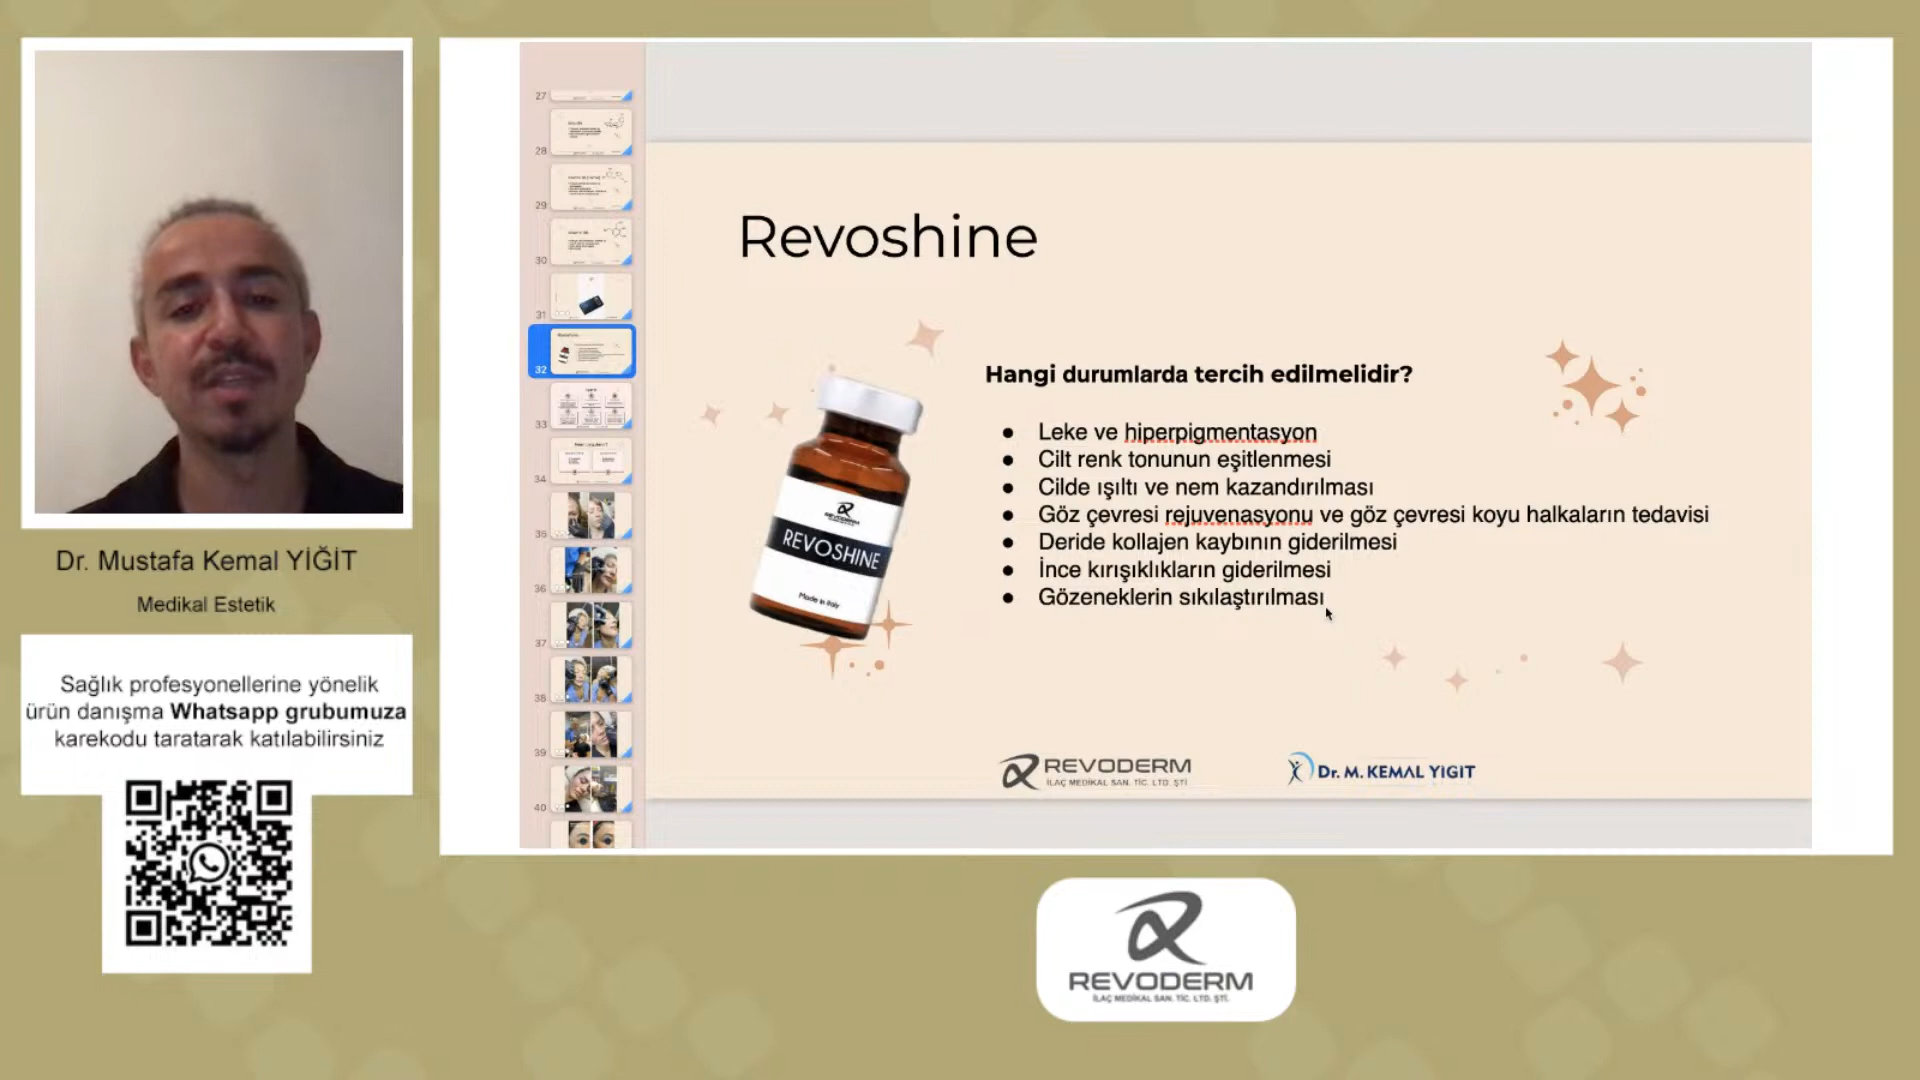 Dr. Mustafa Kemal YİĞİT
Medikal Estetik
Sağlık profesyonellerine yönelik
ürün danışma Whatsapp grubumuza
karekodu taratarak katılabilirsiniz
27
28
29
30
31
32
33
34
35
36
37
38
39
40
Revoshine
Hangi durumlarda tercih edilmelidir?
● Leke ve hiperpigmentasyon
● Cilt renk tonunun eşitlenmesi
● Cilde ışıltı ve nem kazandırılması
● Göz çevresi rejuvenasyonu ve göz çevresi koyu halkaların tedavisi
● Deride kollajen kaybının giderilmesi
● İnce kırışıklıkların giderilmesi
● Gözeneklerin sıkılaştırılması
REVODERM
REVOSHINE
Made in Italy
REVODERM
İLAÇ MEDİKAL SAN. TİC. LTD. ŞTİ
Dr. M. KEMAL YIGIT
REVODERM
İLAÇ MEDİKAL SAN. TİC. LTD. ŞTİ.